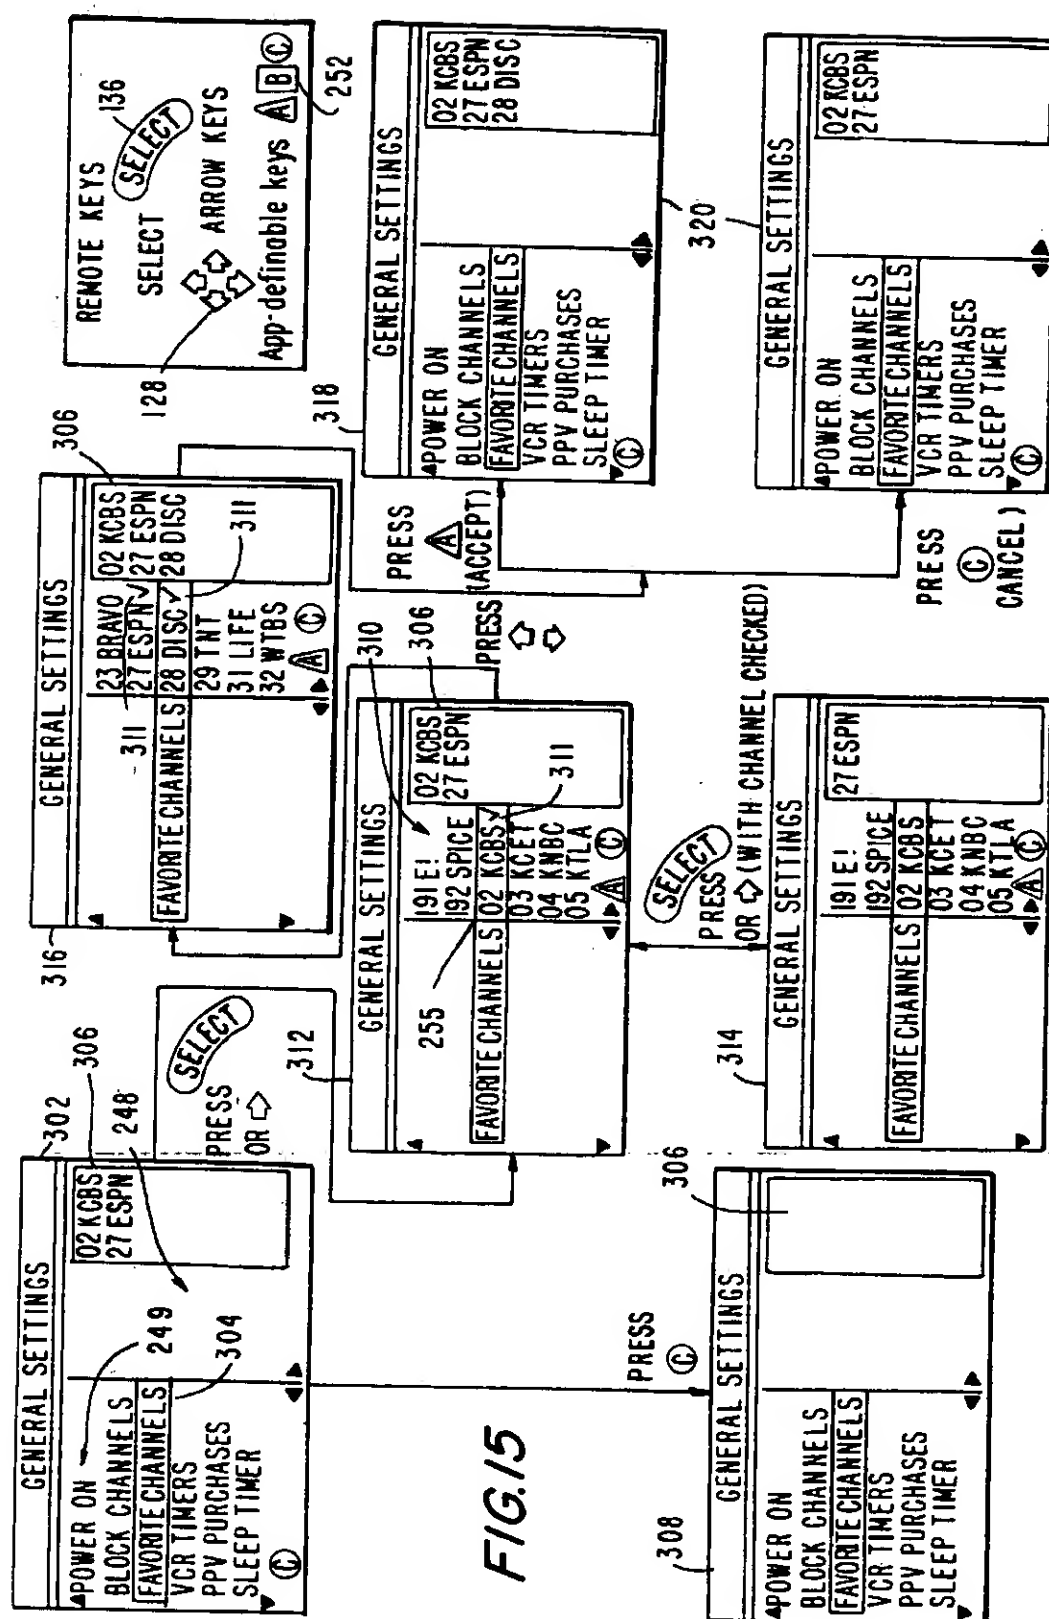 GENERAL SETTINGS
302
POWER ON
BLOCK CHANNELS
FAVORITE CHANNELS
VCR TIMERS
PPV PURCHASES
SLEEP TIMER
Ⓒ
249
304
248
306
02 KCBS
27 ESPN
PRESS
SELECT
OR
316
GENERAL SETTINGS
FAVORITE CHANNELS
23 BRAVO
27 ESPN ✓
28 DISC ✓
29 TNT
31 LIFE
32 WTBS
A Ⓒ
311
311
306
02 KCBS
27 ESPN
28 DISC
REMOTE KEYS
SELECT
SELECT
136
ARROW KEYS
128
App-definable keys A B Ⓒ
252
312
GENERAL SETTINGS
FAVORITE CHANNELS
255
191 E!
192 SPICE
02 KCBS ✓
03 KCET
04 KNBC
05 KTLA
A Ⓒ
310
311
306
02 KCBS
27 ESPN
PRESS
PRESS
A
(ACCEPT)
318
GENERAL SETTINGS
POWER ON
BLOCK CHANNELS
FAVORITE CHANNELS
VCR TIMERS
PPV PURCHASES
SLEEP TIMER
Ⓒ
02 KCBS
27 ESPN
28 DISC
320
FIG.15
PRESS
Ⓒ
308
GENERAL SETTINGS
POWER ON
BLOCK CHANNELS
FAVORITE CHANNELS
VCR TIMERS
PPV PURCHASES
SLEEP TIMER
306
PRESS
SELECT
OR (WITH CHANNEL CHECKED)
314
GENERAL SETTINGS
FAVORITE CHANNELS
191 E!
192 SPICE
02 KCBS
03 KCET
04 KNBC
05 KTLA
A Ⓒ
27 ESPN
PRESS
Ⓒ
CANCEL)
GENERAL SETTINGS
POWER ON
BLOCK CHANNELS
FAVORITE CHANNELS
VCR TIMERS
PPV PURCHASES
SLEEP TIMER
Ⓒ
02 KCBS
27 ESPN